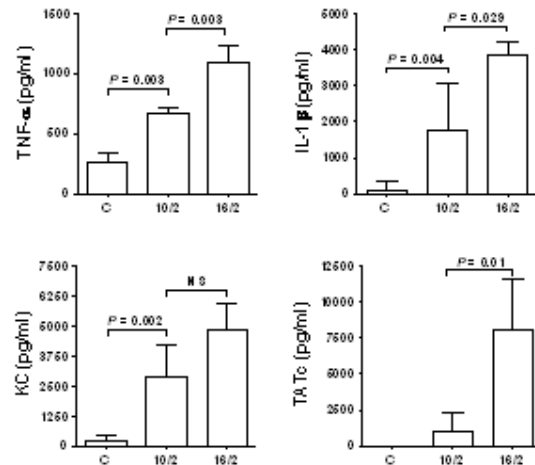 TNF-α (pg/ml)
1500
1000
500
0
P = 0.003
P = 0.003
C 10/2 16/2
IL-1 β (pg/ml)
5000
4000
3000
2000
1000
0
P = 0.004
P = 0.029
C 10/2 16/2
KC (pg/ml)
7500
6250
5000
3750
2500
1250
0
P = 0.002
NS
C 10/2 16/2
TATc (pg/ml)
12500
10000
7500
5000
2500
0
P = 0.01
C 10/2 16/2